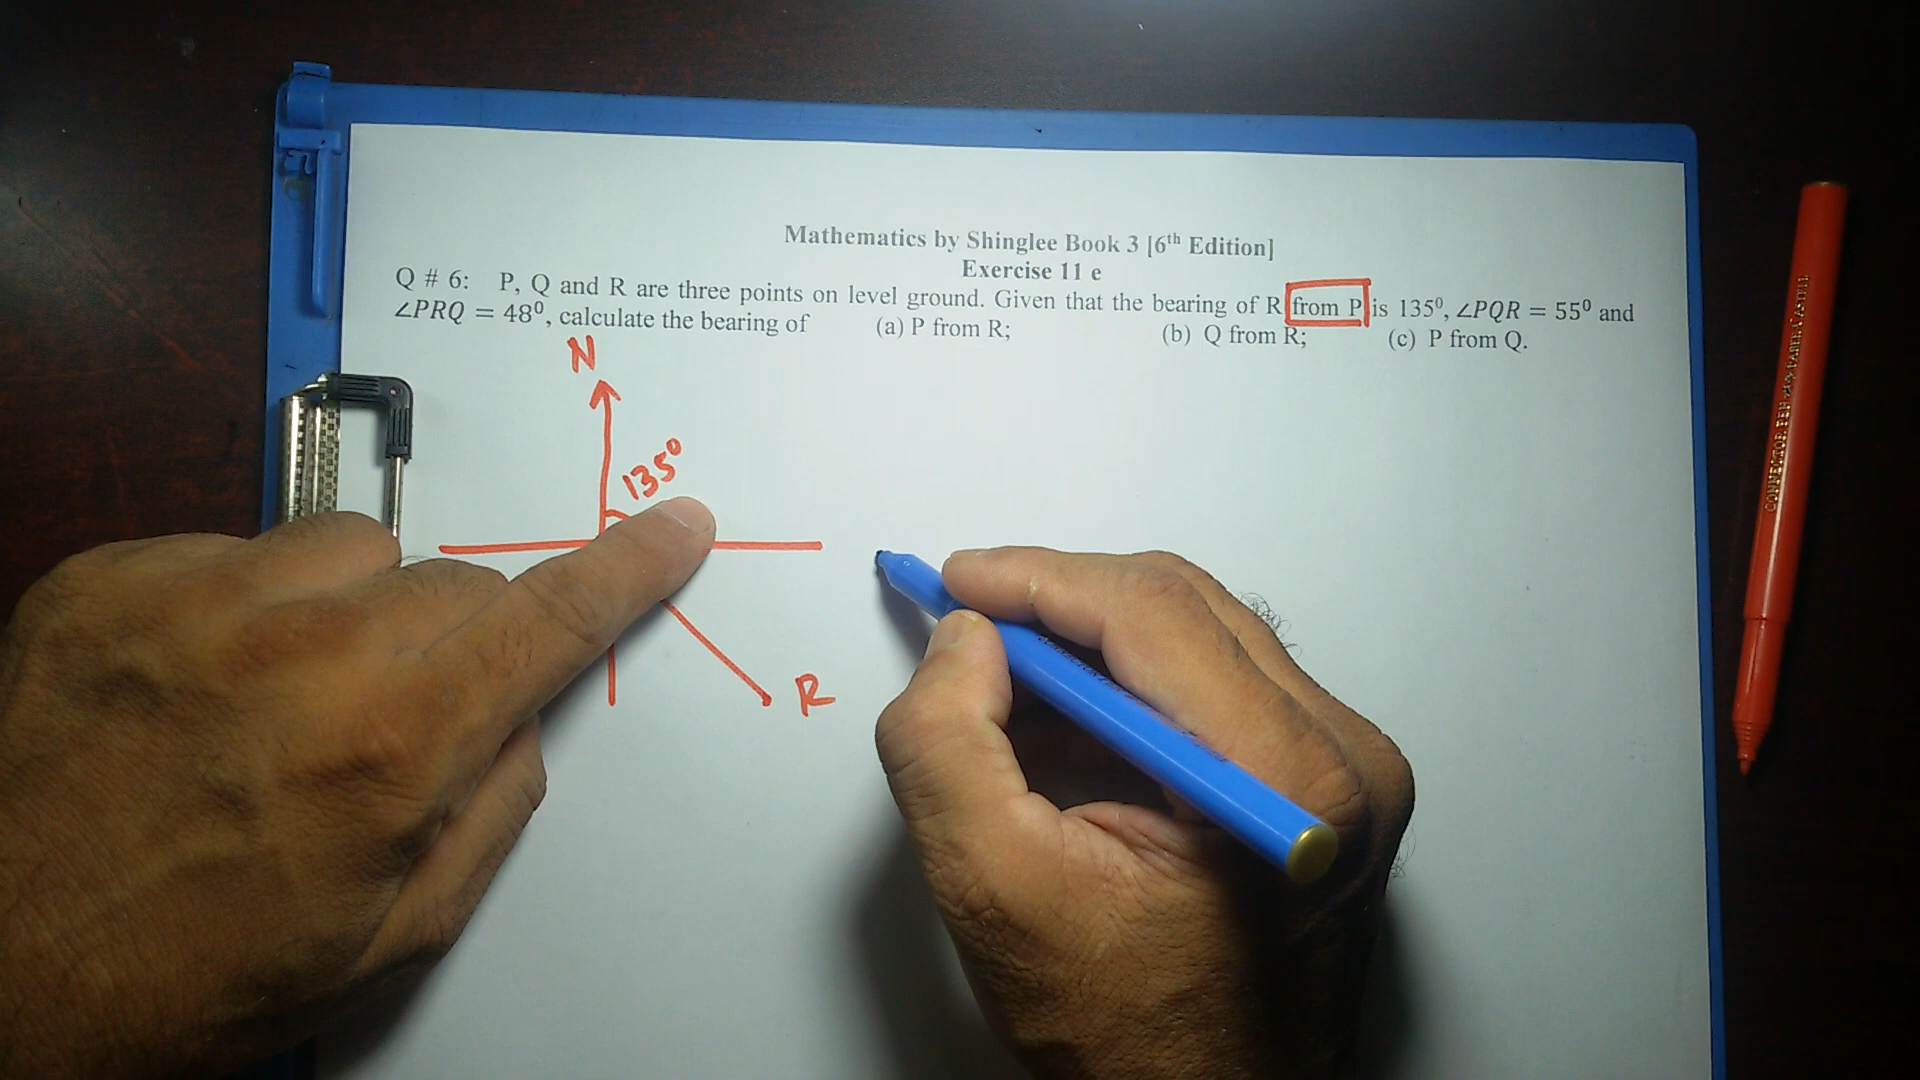 Mathematics by Shinglee Book 3 [6th Edition]
Exercise 11 e
Q # 6: P, Q and R are three points on level ground. Given that the bearing of R from P is 135⁰, ∠PQR = 55⁰ and
∠PRQ = 48⁰, calculate the bearing of (a) P from R; (b) Q from R; (c) P from Q.
N
135⁰
R
CONNECTOR PEN